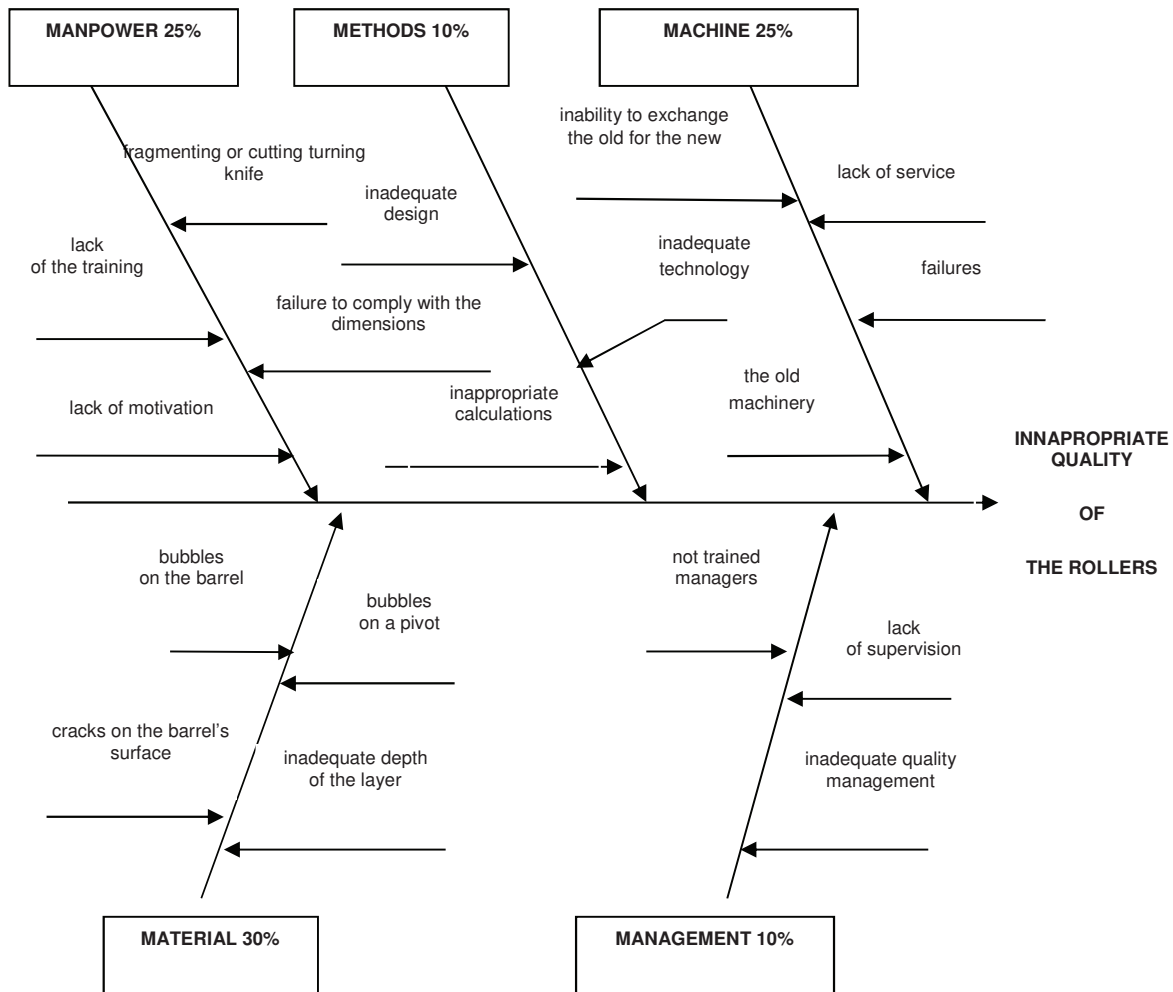 MANPOWER 25%
METHODS 10%
MACHINE 25%
inability to exchange
the old for the new
fragmenting or cutting turning
knife
lack of service
inadequate
design
lack
of the training
inadequate
technology
failures
failure to comply with the
dimensions
the old
machinery
inappropriate
calculations
lack of motivation
INNAPROPRIATE
QUALITY
OF
THE ROLLERS
bubbles
on the barrel
not trained
managers
bubbles
on a pivot
lack
of supervision
cracks on the barrel's
surface
inadequate depth
of the layer
inadequate quality
management
MATERIAL 30%
MANAGEMENT 10%